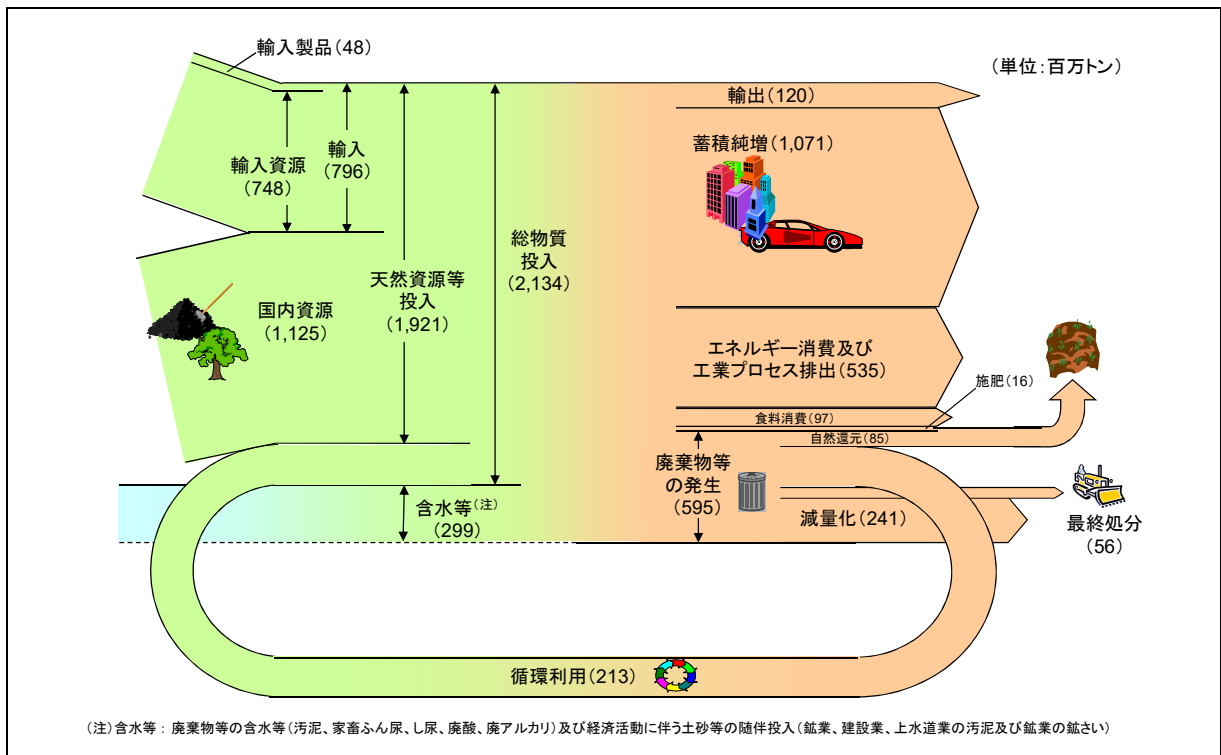 輸入製品(48)
(単位:百万トン)
輸出(120)
蓄積純増(1,071)
輸入資源
(748)
輸入
(796)
総物質
投入
(2,134)
天然資源等
投入
(1,921)
国内資源
(1,125)
エネルギー消費及び
工業プロセス排出(535)
施肥(16)
食料消費(97)
自然還元(85)
廃棄物等
の発生
(595)
含水等(注)
(299)
減量化(241)
最終処分
(56)
循環利用(213)
(注)含水等: 廃棄物等の含水等(汚泥、家畜ふん尿、し尿、廃酸、廃アルカリ)及び経済活動に伴う土砂等の随伴投入(鉱業、建設業、上水道業の汚泥及び鉱業の鉱さい)